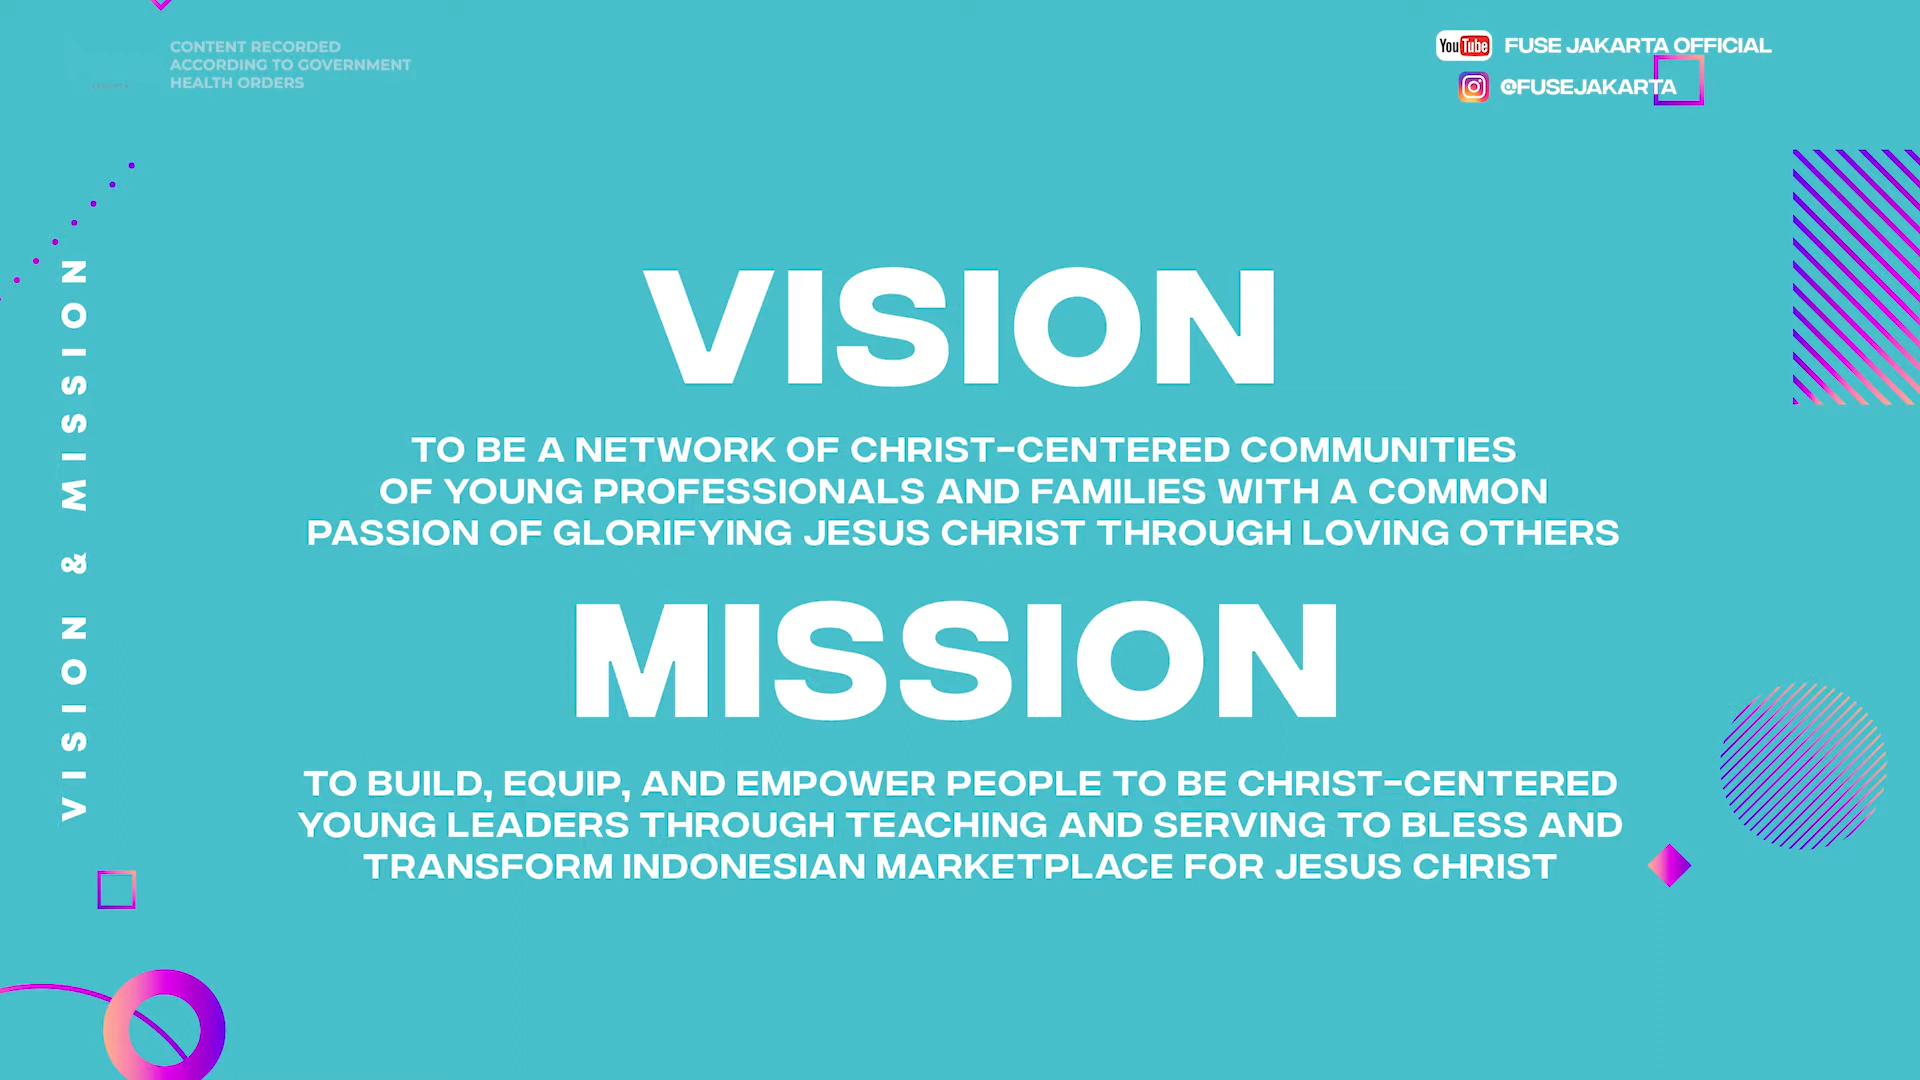 CONTENT RECORDED
ACCORDING TO GOVERNMENT
HEALTH ORDERS
YouTube FUSE JAKARTA OFFICIAL
@FUSEJAKARTA
VISION & MISSION
VISION
TO BE A NETWORK OF CHRIST-CENTERED COMMUNITIES
OF YOUNG PROFESSIONALS AND FAMILIES WITH A COMMON
PASSION OF GLORIFYING JESUS CHRIST THROUGH LOVING OTHERS
MISSION
TO BUILD, EQUIP, AND EMPOWER PEOPLE TO BE CHRIST-CENTERED
YOUNG LEADERS THROUGH TEACHING AND SERVING TO BLESS AND
TRANSFORM INDONESIAN MARKETPLACE FOR JESUS CHRIST